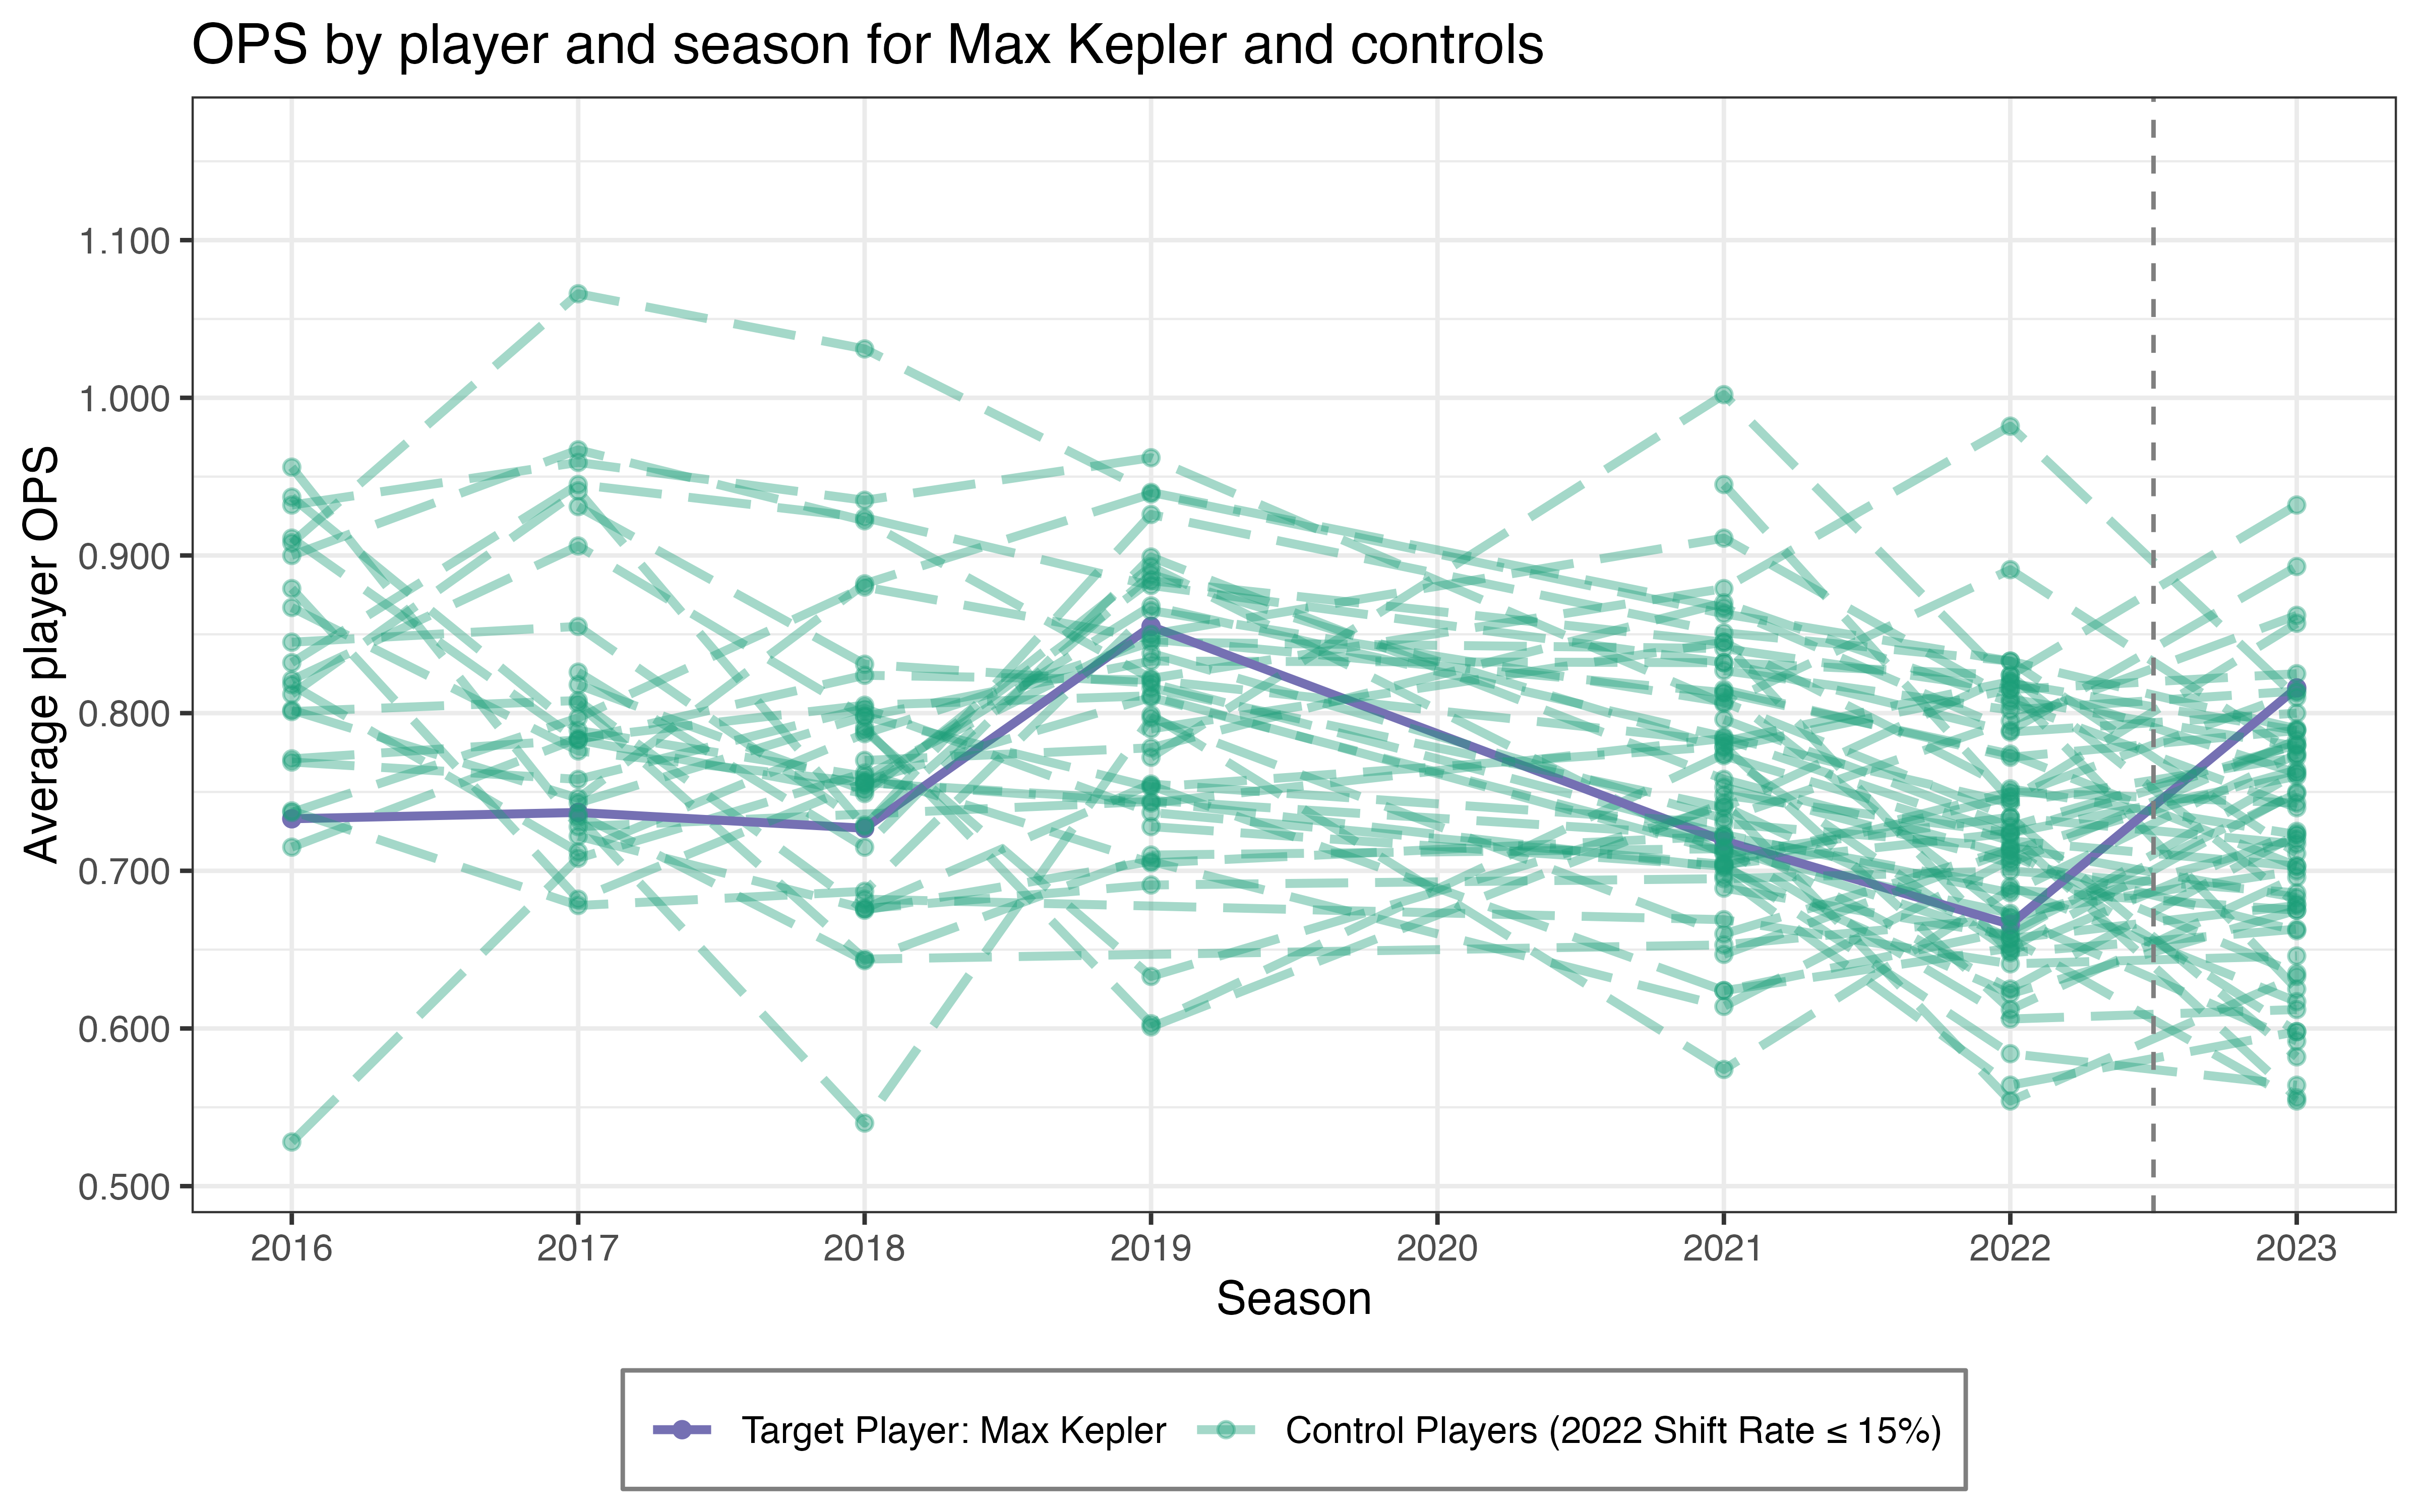 OPS by player and season for Max Kepler and controls
Average player OPS
1.100
1.000
0.900
0.800
0.700
0.600
0.500
2016 2017 2018 2019 2020 2021 2022 2023
Season
Target Player: Max Kepler Control Players (2022 Shift Rate ≤ 15%)